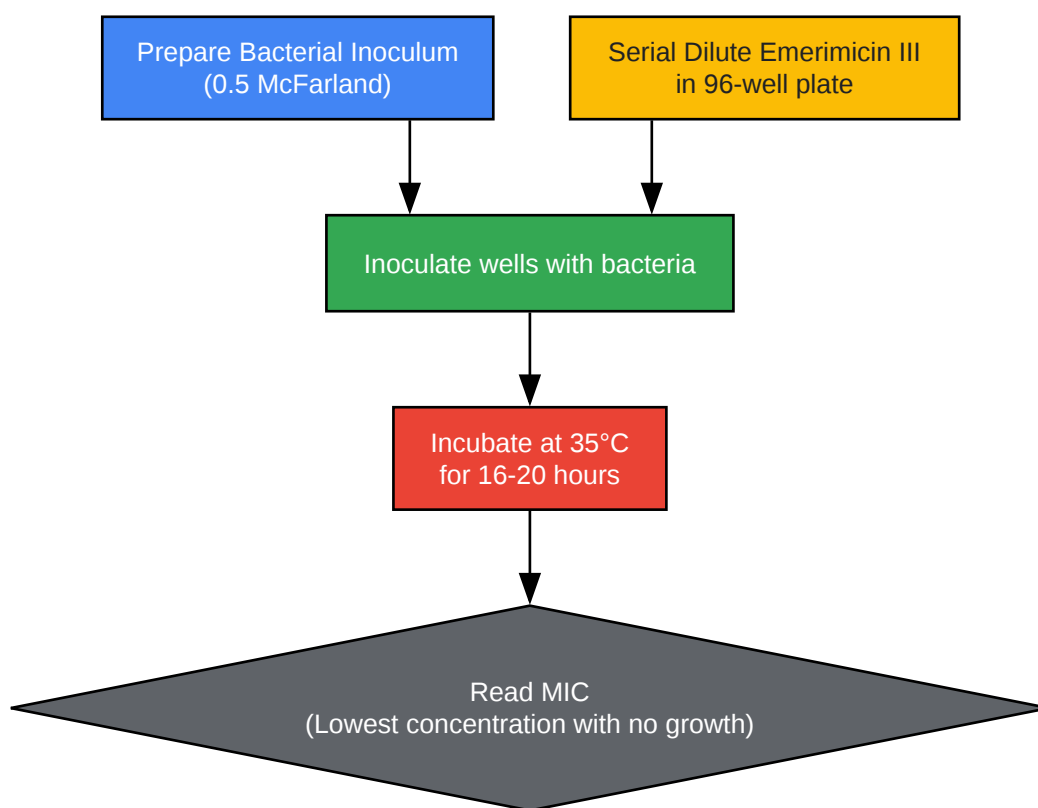 Prepare Bacterial Inoculum
(0.5 McFarland)
Serial Dilute Emerimicin III
in 96-well plate
Inoculate wells with bacteria
Incubate at 35°C
for 16-20 hours
Read MIC
(Lowest concentration with no growth)